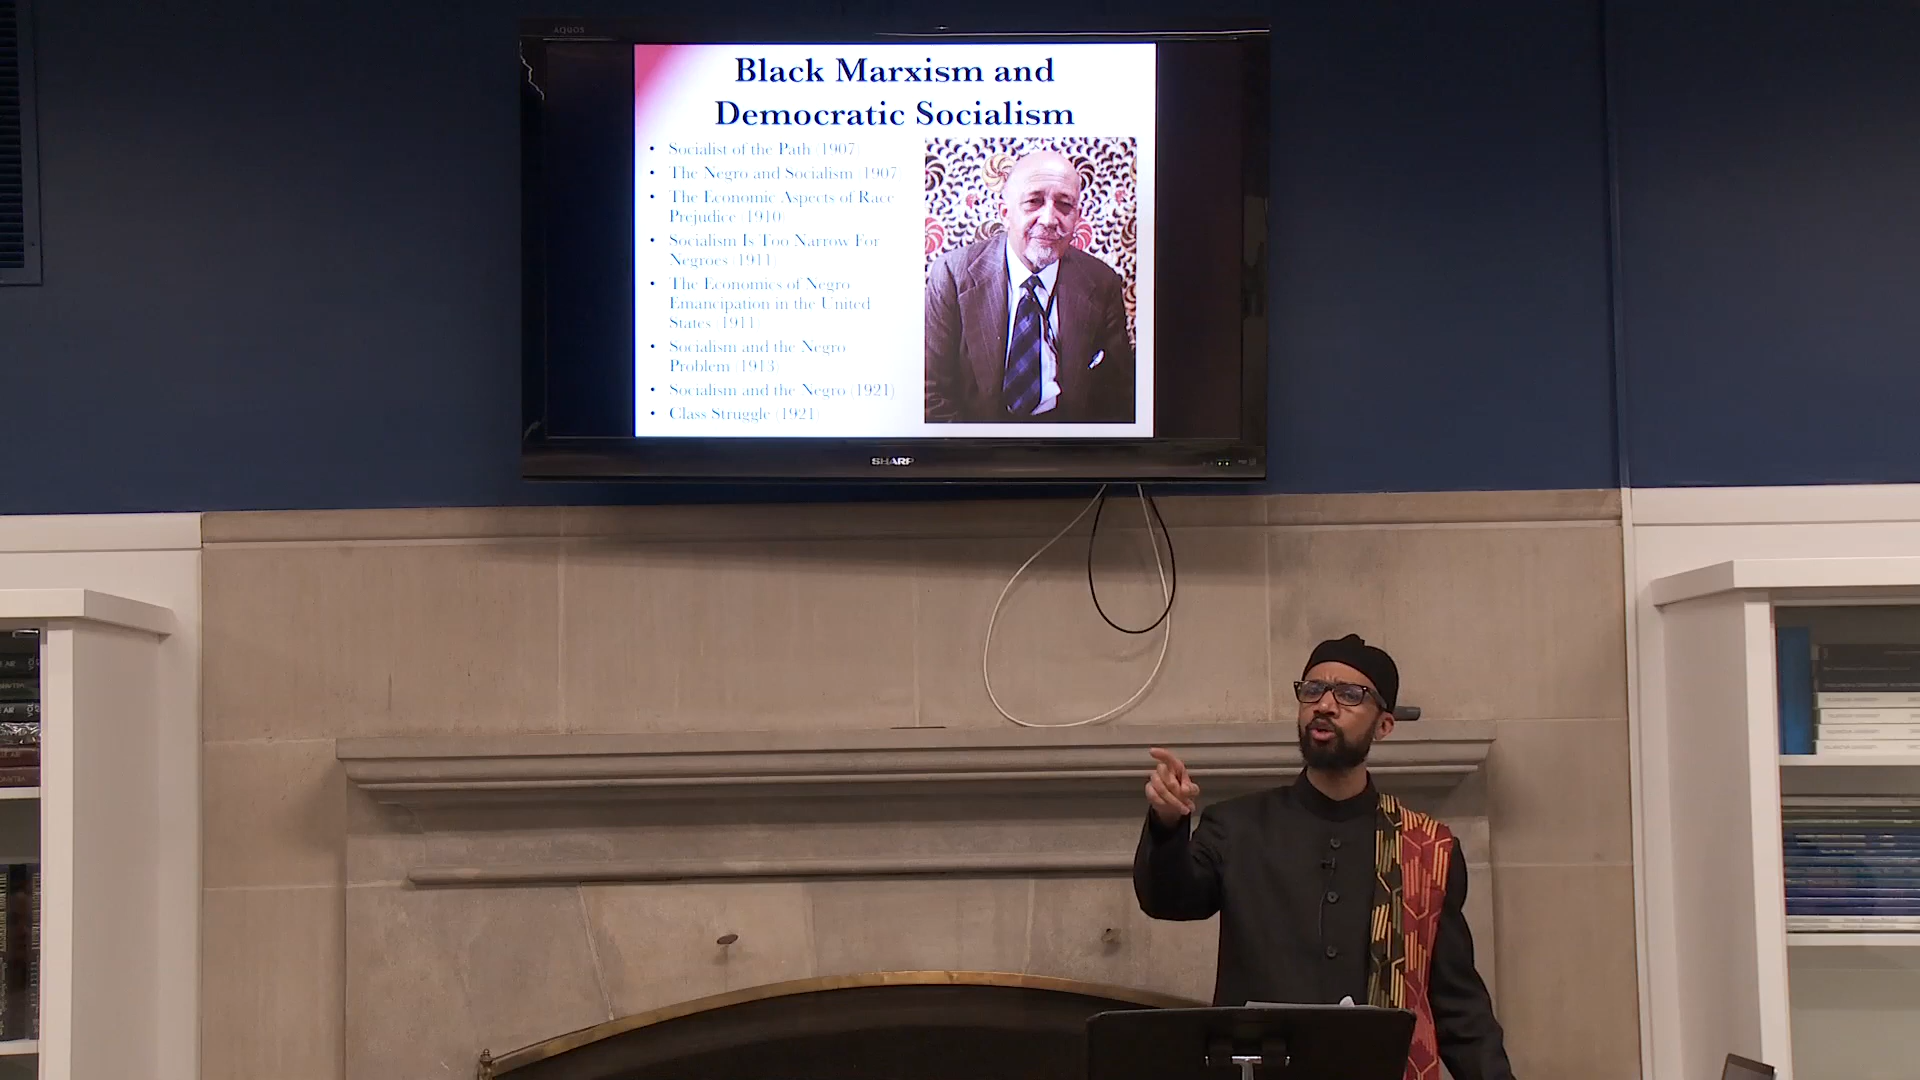 AQUOS
Black Marxism and
Democratic Socialism
• Socialist of the Path (1907)
• The Negro and Socialism (1907
• The Economic Aspects of Race
Prejudice (1910)
• Socialism Is Too Narrow For
Negroes (1911)
• The Economics of Negro
Emancipation in the United
States (1911)
• Socialism and the Negro
Problem (1913)
• Socialism and the Negro (1921)
• Class Struggle (1921)
SHARP